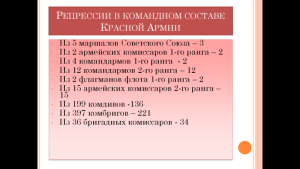 Репрессии в командном составе
Красной Армии
Из 5 маршалов Советского Союза – 3
Из 2 армейских комиссаров 1-го ранга – 2
Из 4 командармов 1-го ранга - 2
Из 12 командармов 2-го ранга – 12
Из 2 флагманов флота 1-го ранга – 2
Из 15 армейских комиссаров 2-го ранга –
15
Из 199 комдивов -136
Из 397 комбригов – 221
Из 36 бригадных комиссаров - 34